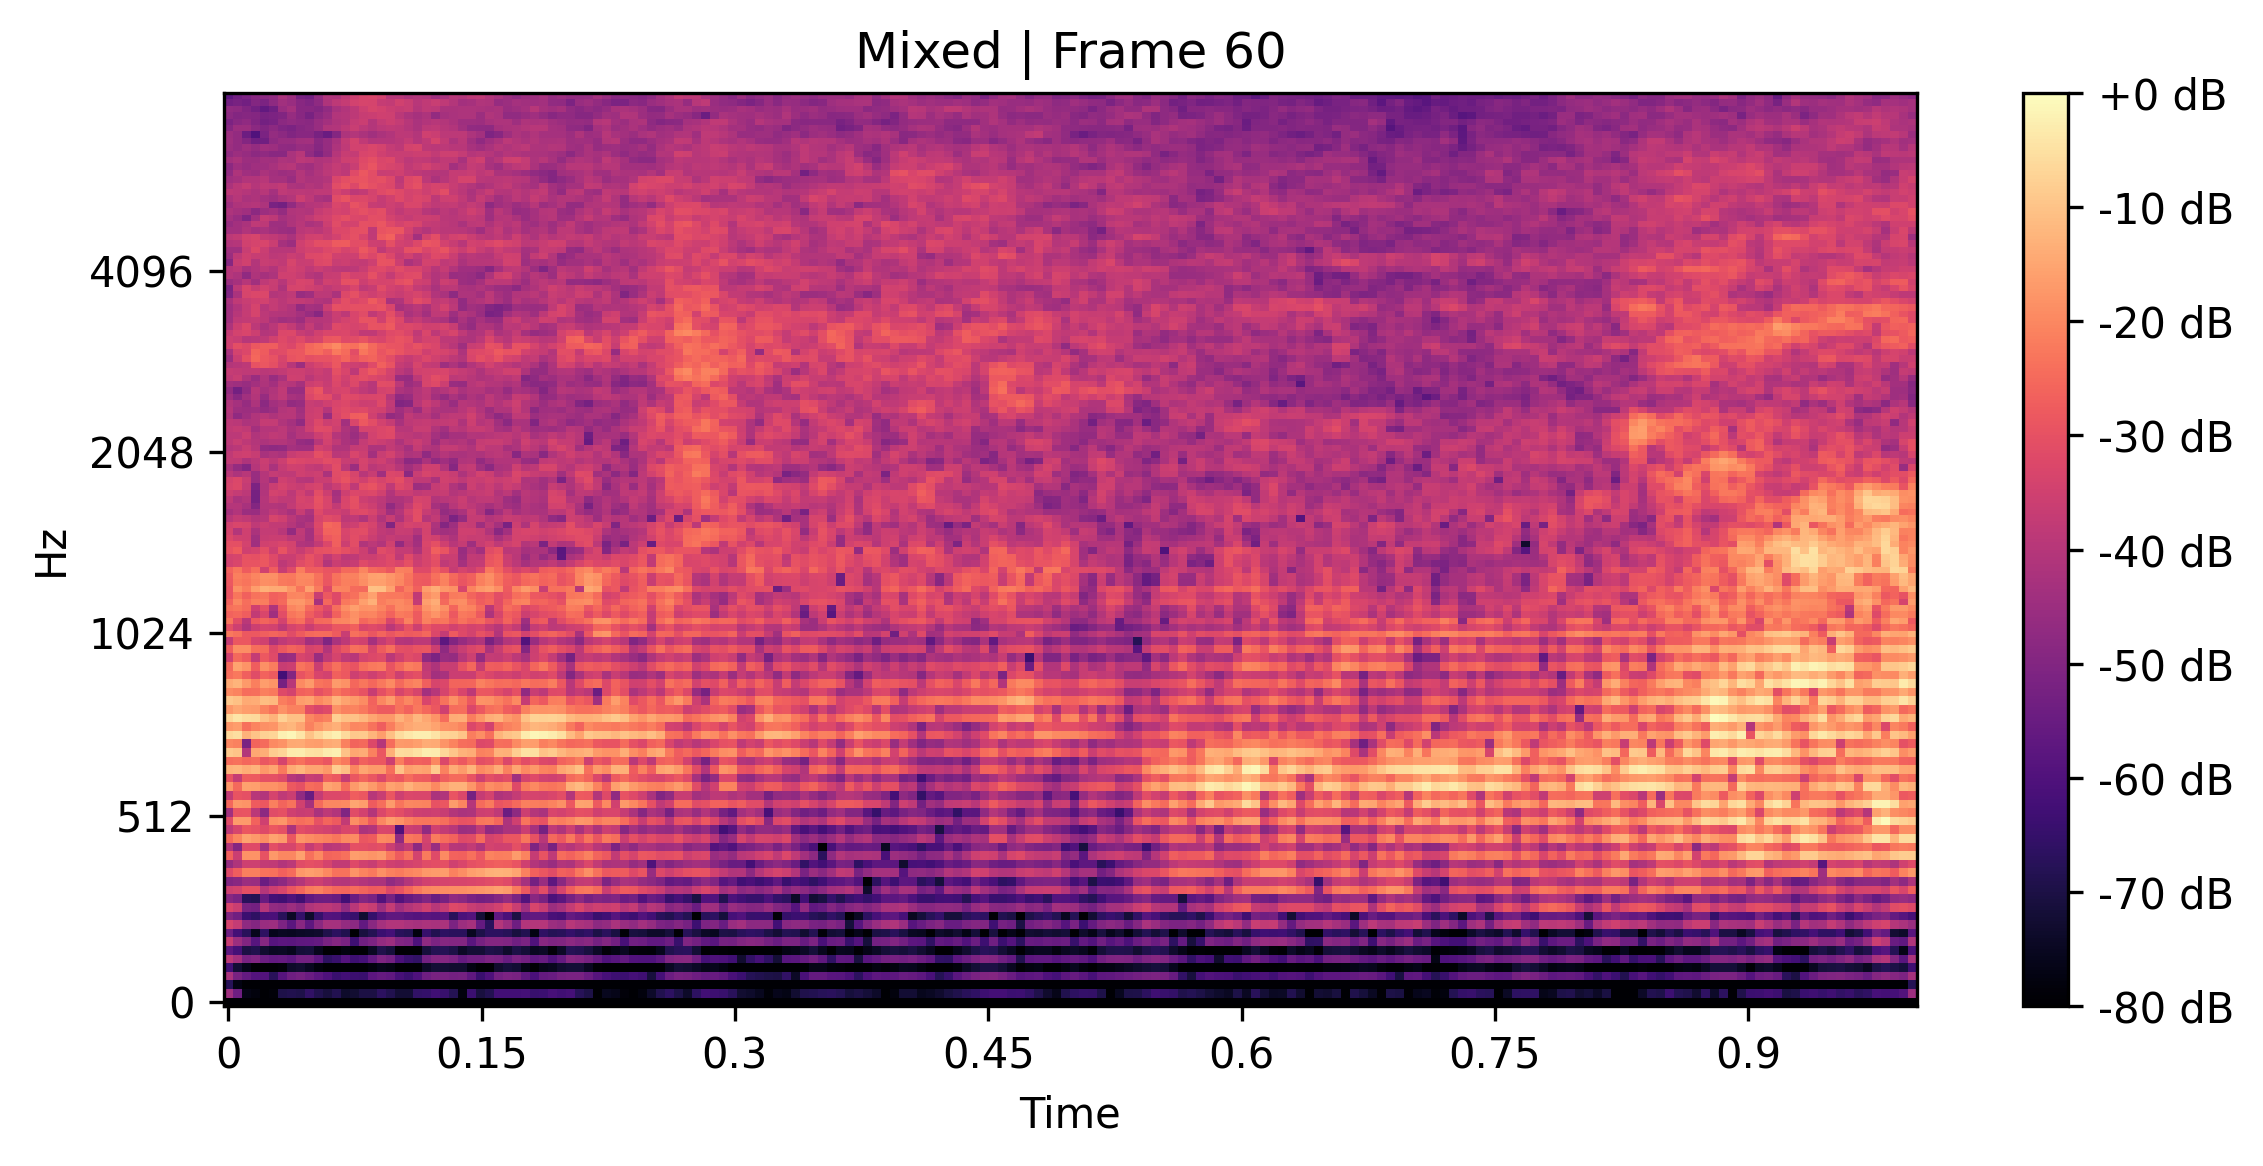 Mixed | Frame 60
Hz
4096
2048
1024
512
0
0 0.15 0.3 0.45 0.6 0.75 0.9
Time
+0 dB
-10 dB
-20 dB
-30 dB
-40 dB
-50 dB
-60 dB
-70 dB
-80 dB